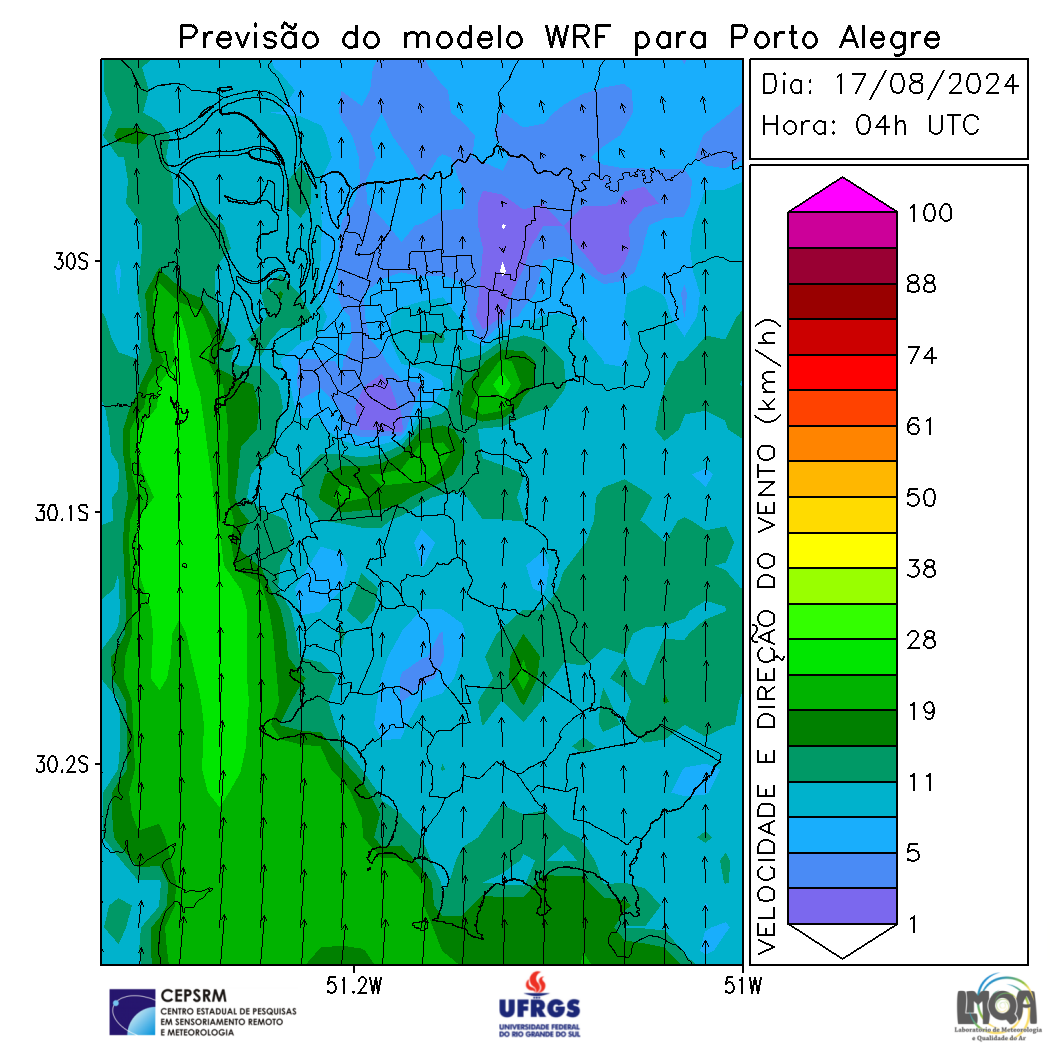 Previsão do modelo WRF para Porto Alegre
Dia: 17/08/2024
Hora: 04h UTC
30S
30.1S
30.2S
51.2W
51W
VELOCIDADE E DIREÇÃO DO VENTO (km/h)
100
88
74
61
50
38
28
19
11
5
1
CEPSRM
CENTRO ESTADUAL DE PESQUISAS
EM SENSORIAMENTO REMOTO
E METEOROLOGIA
UFRGS
UNIVERSIDADE FEDERAL
DO RIO GRANDE DO SUL
LMQA
Laboratório de Meteorologia
e Qualidade do Ar